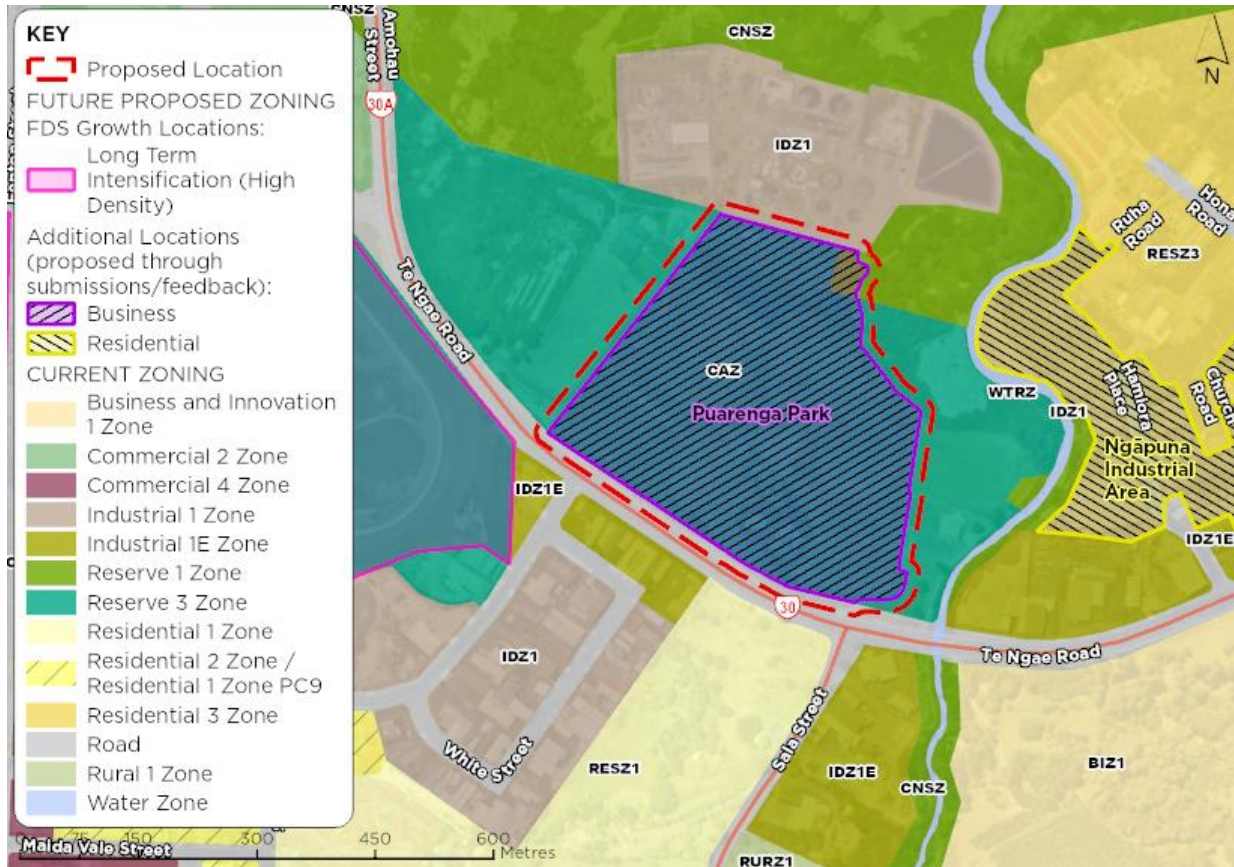 KEY
Proposed Location
FUTURE PROPOSED ZONING
FDS Growth Locations:
Long Term
Intensification (High
Density)
Additional Locations
(proposed through
submissions/feedback):
Business
Residential
CURRENT ZONING
Business and Innovation
1 Zone
Commercial 2 Zone
Commercial 4 Zone
Industrial 1 Zone
Industrial 1E Zone
Reserve 1 Zone
Reserve 3 Zone
Residential 1 Zone
Residential 2 Zone /
Residential 1 Zone PC9
Residential 3 Zone
Road
Rural 1 Zone
Water Zone
CNSZ
Amohau
Street
30A
CNSZ
N
IDZ1
Ruha
Road
Road
RESZ3
Te Ngae Road
CAZ
Puarenga Park
WTRZ
IDZ1
Hamiora
Place
Church
Road
Ngāpuna
Industrial
Area
IDZ1E
IDZ1E
30
Te Ngae Road
IDZ1
White Street
RESZ1
Sala Street
IDZ1E
CNSZ
BIZ1
RURZ1
150
300
450
600
Metres
Malda Vale Street